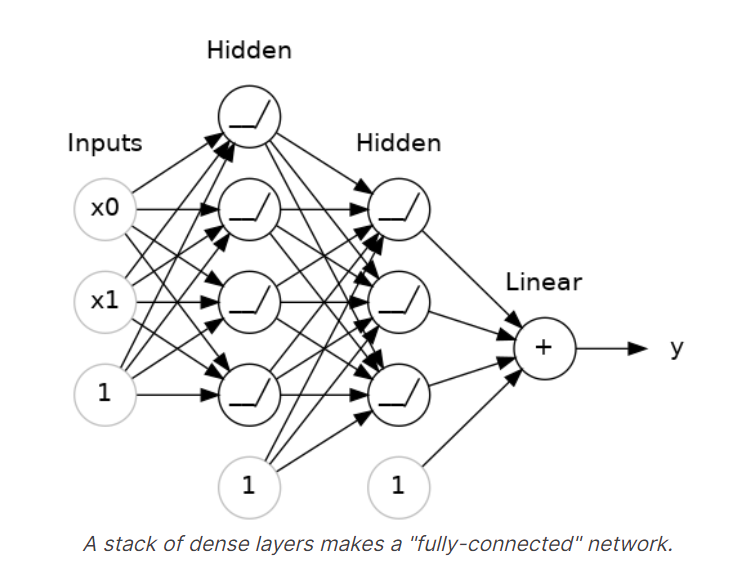 Hidden
Inputs
Hidden
x0
x1
Linear
+
y
1
1
1
A stack of dense layers makes a "fully-connected" network.